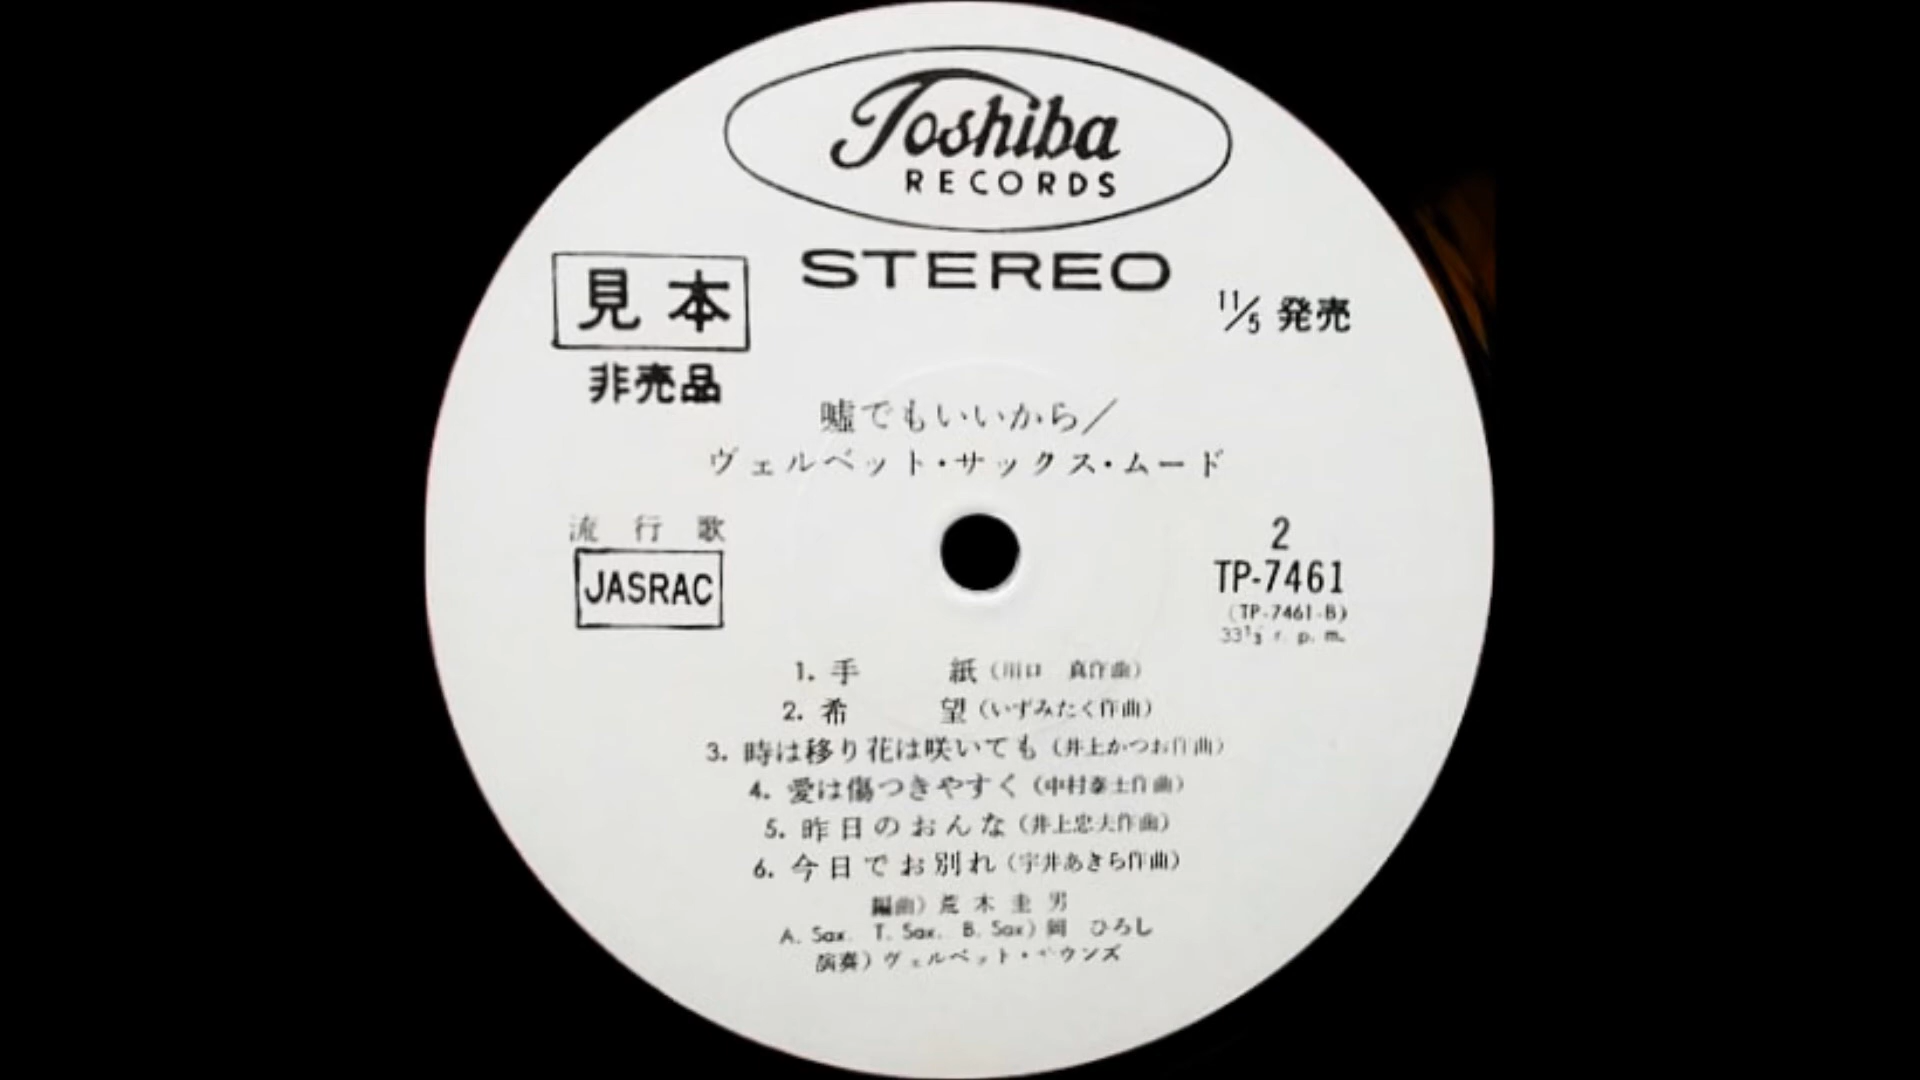 Toshiba
RECORDS
STEREO
見本
非売品
11/5 発売
嘘でもいいから/
ヴェルベット・サックス・ムード
流行歌
JASRAC
2
TP-7461
(TP-7461-B)
33⅓ r. p. m.
1. 手 紙 (川口 真作曲)
2. 希 望 (いずみたく作曲)
3. 時は移り花は咲いても (井上かつお作曲)
4. 愛は傷つきやすく (中村泰士作曲)
5. 昨日のおんな (井上忠夫作曲)
6. 今日でお別れ (宇井あきら作曲)
編曲) 荒木圭男
A. Sax. T. Sax. B. Sax) 岡 ひろし
演奏) ヴェルベット・サウンズ